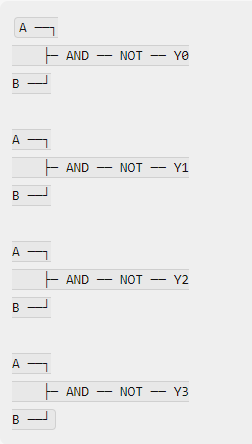 A ──┐
├─ AND ── NOT ── Y0
B ──┘
A ──┐
├─ AND ── NOT ── Y1
B ──┘
A ──┐
├─ AND ── NOT ── Y2
B ──┘
A ──┐
├─ AND ── NOT ── Y3
B ──┘